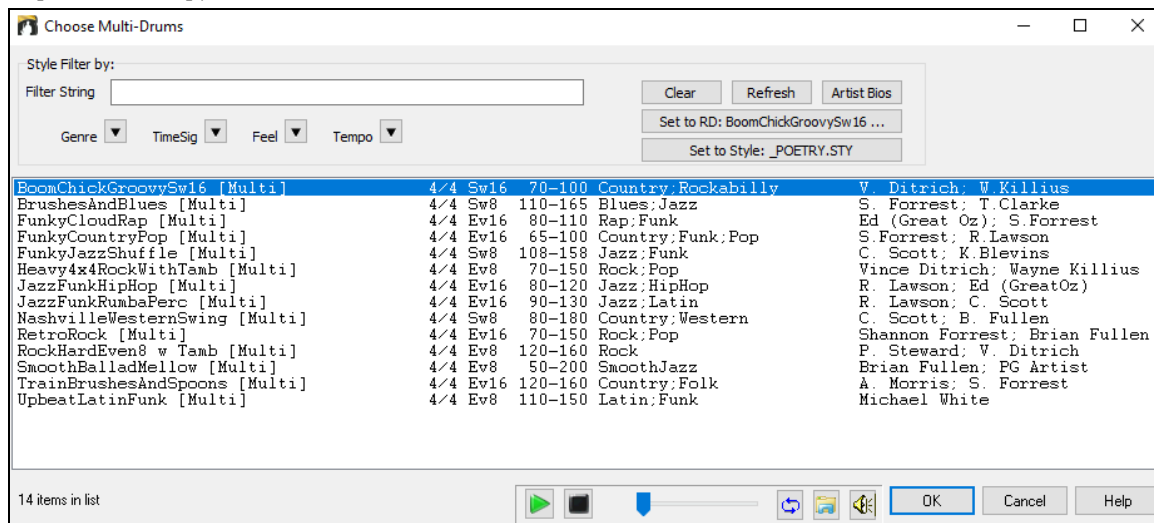 Choose Multi-Drums
Style Filter by:
Filter String
Clear Refresh Artist Bios
Set to RD: BoomChickGroovySw16 ...
Genre TimeSig Feel Tempo
Set to Style: _POETRY.STY
BoomChickGroovySw16 [Multi] 4/4 Sw16 70-100 Country;Rockabilly V. Ditrich; W.Killius
BrushesAndBlues [Multi] 4/4 Sw8 110-165 Blues;Jazz S. Forrest; T.Clarke
FunkyCloudRap [Multi] 4/4 Ev16 80-110 Rap;Funk Ed (Great Oz); S.Forrest
FunkyCountryPop [Multi] 4/4 Ev16 65-100 Country;Funk;Pop S.Forrest; R.Lawson
FunkyJazzShuffle [Multi] 4/4 Sw8 108-158 Jazz;Funk C. Scott; K.Blevins
Heavy4x4RockWithTamb [Multi] 4/4 Ev8 70-150 Rock;Pop Vince Ditrich; Wayne Killius
JazzFunkHipHop [Multi] 4/4 Ev16 80-120 Jazz;HipHop R. Lawson; Ed (GreatOz)
JazzFunkRumbaPerc [Multi] 4/4 Ev16 90-130 Jazz;Latin R. Lawson; C. Scott
NashvilleWesternSwing [Multi] 4/4 Sw8 80-180 Country;Western C. Scott; B. Fullen
RetroRock [Multi] 4/4 Ev16 70-150 Rock;Pop Shannon Forrest; Brian Fullen
RockHardEven8 w Tamb [Multi] 4/4 Ev8 120-160 Rock P. Steward; V. Ditrich
SmoothBalladMellow [Multi] 4/4 Ev8 50-200 SmoothJazz Brian Fullen; PG Artist
TrainBrushesAndSpoons [Multi] 4/4 Ev16 120-160 Country;Folk A. Morris; S. Forrest
UpbeatLatinFunk [Multi] 4/4 Ev8 110-150 Latin;Funk Michael White
14 items in list OK Cancel Help